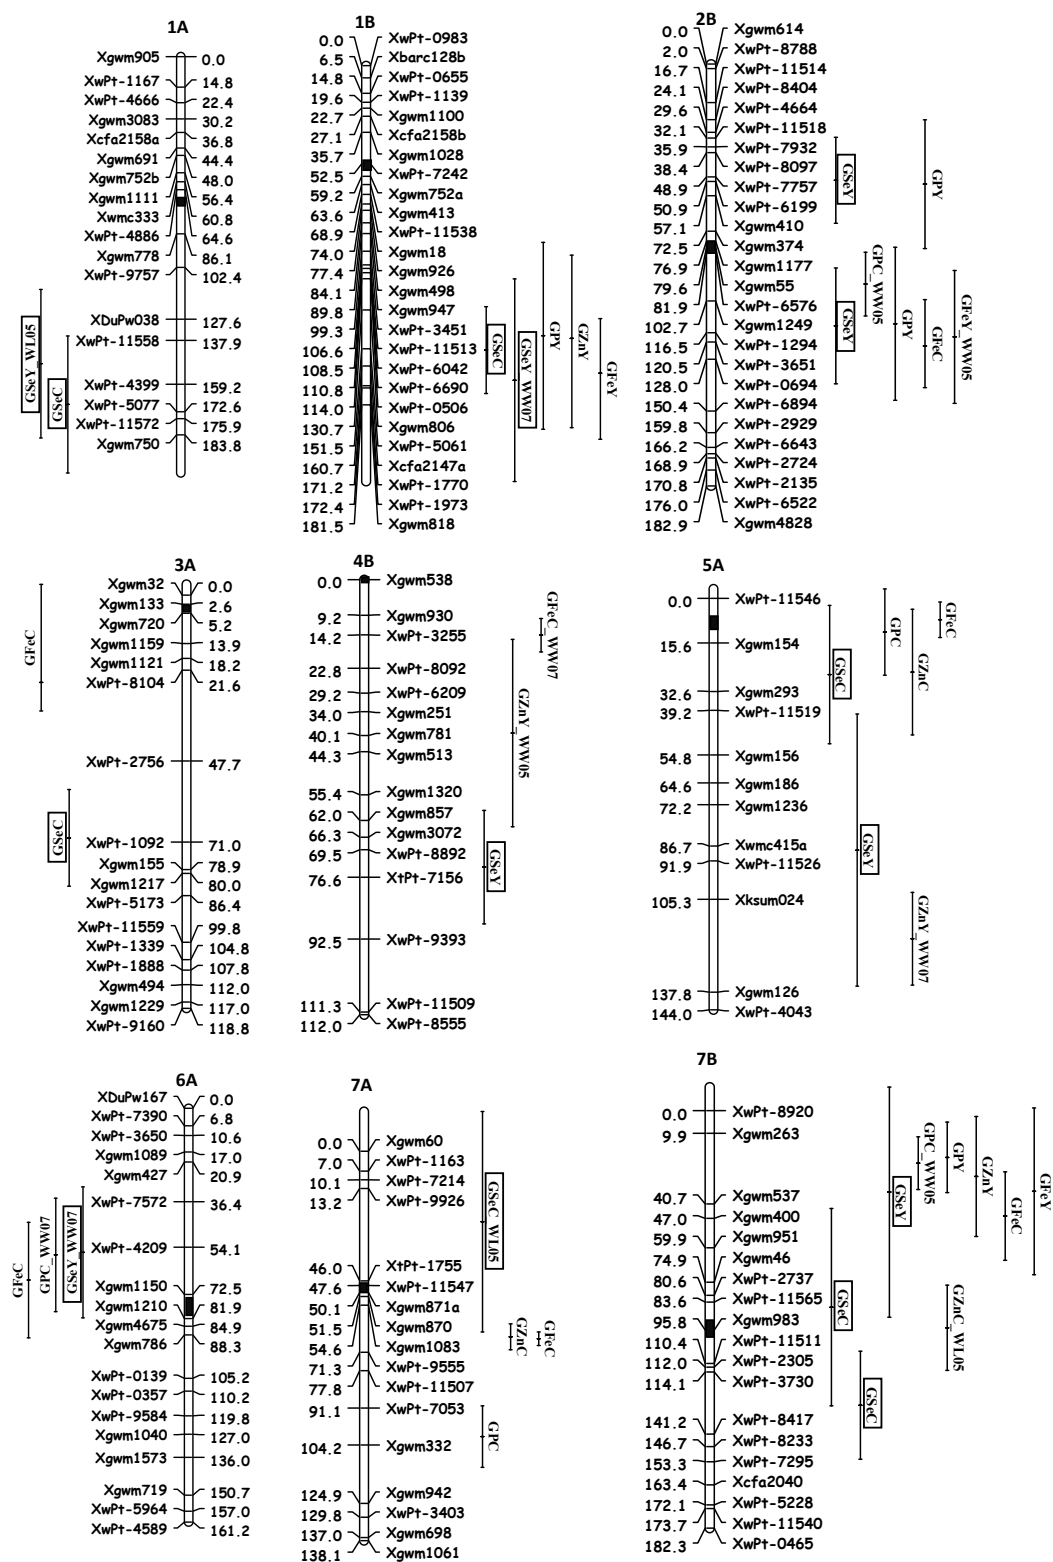 1A
Xgwm905 0.0
XwPt-1167 14.8
XwPt-4666 22.4
Xgwm3083 30.2
Xcfa2158a 36.8
Xgwm691 44.4
Xgwm752b 48.0
Xgwm1111 56.4
Xwmc333 60.8
XwPt-4886 64.6
Xgwm778 86.1
XwPt-9757 102.4
XDuPw038 127.6
XwPt-11558 137.9
XwPt-4399 159.2
XwPt-5077 172.6
XwPt-11572 175.9
Xgwm750 183.8
GSeY_WL05
GSeC
1B
0.0 XwPt-0983
6.5 Xbarc128b
14.8 XwPt-0655
19.6 XwPt-1139
22.7 Xgwm1100
27.1 Xcfa2158b
35.7 Xgwm1028
52.5 XwPt-7242
59.2 Xgwm752a
63.6 Xgwm413
68.9 XwPt-11538
74.0 Xgwm18
77.4 Xgwm926
84.1 Xgwm498
89.8 Xgwm947
99.3 XwPt-3451
106.6 XwPt-11513
108.5 XwPt-6042
110.8 XwPt-6690
114.0 XwPt-0506
130.7 Xgwm806
151.5 XwPt-5061
160.7 Xcfa2147a
171.2 XwPt-1770
172.4 XwPt-1973
181.5 Xgwm818
GSeC
GSeY_WW07
GPY
GZnY
GFeY
2B
0.0 Xgwm614
2.0 XwPt-8788
16.7 XwPt-11514
24.1 XwPt-8404
29.6 XwPt-4664
32.1 XwPt-11518
35.9 XwPt-7932
38.4 XwPt-8097
48.9 XwPt-7757
50.9 XwPt-6199
57.1 Xgwm410
72.5 Xgwm374
76.9 Xgwm1177
79.6 Xgwm55
81.9 XwPt-6576
102.7 Xgwm1249
116.5 XwPt-1294
120.5 XwPt-3651
128.0 XwPt-0694
150.4 XwPt-6894
159.8 XwPt-2929
166.2 XwPt-6643
168.9 XwPt-2724
170.8 XwPt-2135
176.0 XwPt-6522
182.9 Xgwm4828
GSeY
GPY
GSeY
GPC_WW05
GPY
GFeC
GFeY_WW05
3A
Xgwm32 0.0
Xgwm133 2.6
Xgwm720 5.2
Xgwm1159 13.9
Xgwm1121 18.2
XwPt-8104 21.6
XwPt-2756 47.7
XwPt-1092 71.0
Xgwm155 78.9
Xgwm1217 80.0
XwPt-5173 86.4
XwPt-11559 99.8
XwPt-1339 104.8
XwPt-1888 107.8
Xgwm494 112.0
Xgwm1229 117.0
XwPt-9160 118.8
GFeC
GSeC
4B
0.0 Xgwm538
9.2 Xgwm930
14.2 XwPt-3255
22.8 XwPt-8092
29.2 XwPt-6209
34.0 Xgwm251
40.1 Xgwm781
44.3 Xgwm513
55.4 Xgwm1320
62.0 Xgwm857
66.3 Xgwm3072
69.5 XwPt-8892
76.6 XtPt-7156
92.5 XwPt-9393
111.3 XwPt-11509
112.0 XwPt-8555
GFeC_WW07
GZnY_WW05
GSeY
5A
0.0 XwPt-11546
15.6 Xgwm154
32.6 Xgwm293
39.2 XwPt-11519
54.8 Xgwm156
64.6 Xgwm186
72.2 Xgwm1236
86.7 Xwmc415a
91.9 XwPt-11526
105.3 Xksum024
137.8 Xgwm126
144.0 XwPt-4043
GSeC
GPC
GZnC
GFeC
GSeY
GZnY_WW07
6A
XDuPw167 0.0
XwPt-7390 6.8
XwPt-3650 10.6
Xgwm1089 17.0
Xgwm427 20.9
XwPt-7572 36.4
XwPt-4209 54.1
Xgwm1150 72.5
Xgwm1210 81.9
Xgwm4675 84.9
Xgwm786 88.3
XwPt-0139 105.2
XwPt-0357 110.2
XwPt-9584 119.8
Xgwm1040 127.0
Xgwm1573 136.0
Xgwm719 150.7
XwPt-5964 157.0
XwPt-4589 161.2
GFeC
GPC_WW07
GSeY_WW07
7A
0.0 Xgwm60
7.0 XwPt-1163
10.1 XwPt-7214
13.2 XwPt-9926
46.0 XtPt-1755
47.6 XwPt-11547
50.1 Xgwm871a
51.5 Xgwm870
54.6 Xgwm1083
71.3 XwPt-9555
77.8 XwPt-11507
91.1 XwPt-7053
104.2 Xgwm332
124.9 Xgwm942
129.8 XwPt-3403
137.0 Xgwm698
138.1 Xgwm1061
GSeC_WL05
GZnC
GFeC
GPC
7B
0.0 XwPt-8920
9.9 Xgwm263
40.7 Xgwm537
47.0 Xgwm400
59.9 Xgwm951
74.9 Xgwm46
80.6 XwPt-2737
83.6 XwPt-11565
95.8 Xgwm983
110.4 XwPt-11511
112.0 XwPt-2305
114.1 XwPt-3730
141.2 XwPt-8417
146.7 XwPt-8233
153.3 XwPt-7295
163.4 Xcfa2040
172.1 XwPt-5228
173.7 XwPt-11540
182.3 XwPt-0465
GSeC
GSeC
GSeY
GPC_WW05
GPY
GZnY
GFeC
GFeY
GZnC_WL05